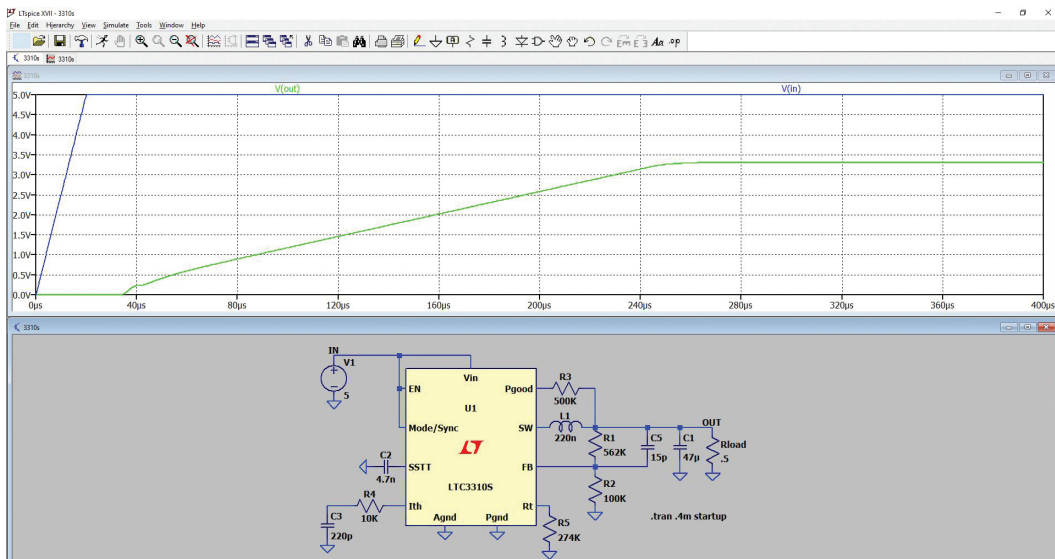 LTspice XVII - 3310s
File Edit Hierarchy View Simulate Tools Window Help
Aa .op
3310s 3310s
3310s
V(out) V(in)
5.0V
4.5V
4.0V
3.5V
3.0V
2.5V
2.0V
1.5V
1.0V
0.5V
0.0V
0µs 40µs 80µs 120µs 160µs 200µs 240µs 280µs 320µs 360µs 400µs
3310s
IN
V1
5
Vin
EN
Pgood
R3
500K
U1
L1
OUT
Mode/Sync
SW
220n
R1
562K
C5
15p
C1
47µ
Rload
.5
C2
4.7n
SSTT
FB
LTC3310S
R2
100K
R4
10K
Ith
Rt
C3
220p
Agnd
Pgnd
R5
274K
.tran .4m startup